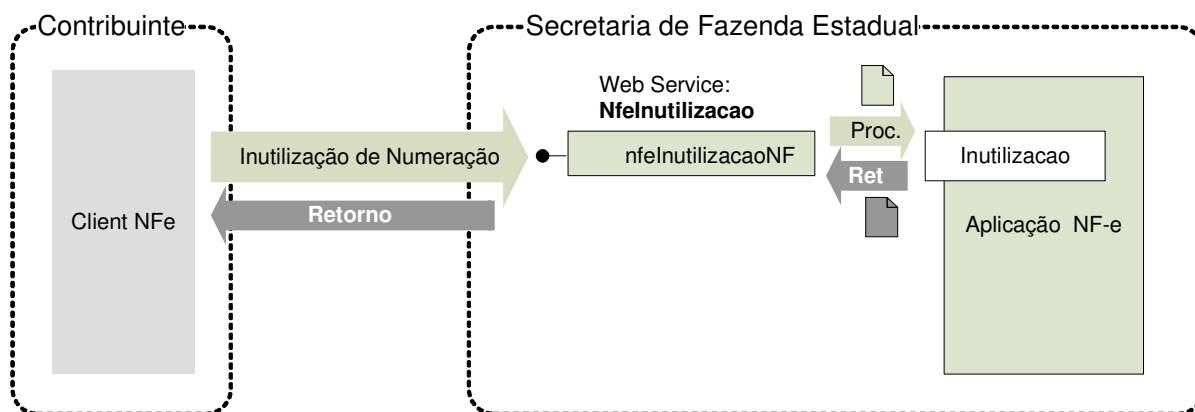 Contribuinte
Secretaria de Fazenda Estadual
Web Service:
NfeInutilizacao
Proc.
Inutilização de Numeração
nfeInutilizacaoNF
Inutilizacao
Ret
Retorno
Client NFe
Aplicação NF-e